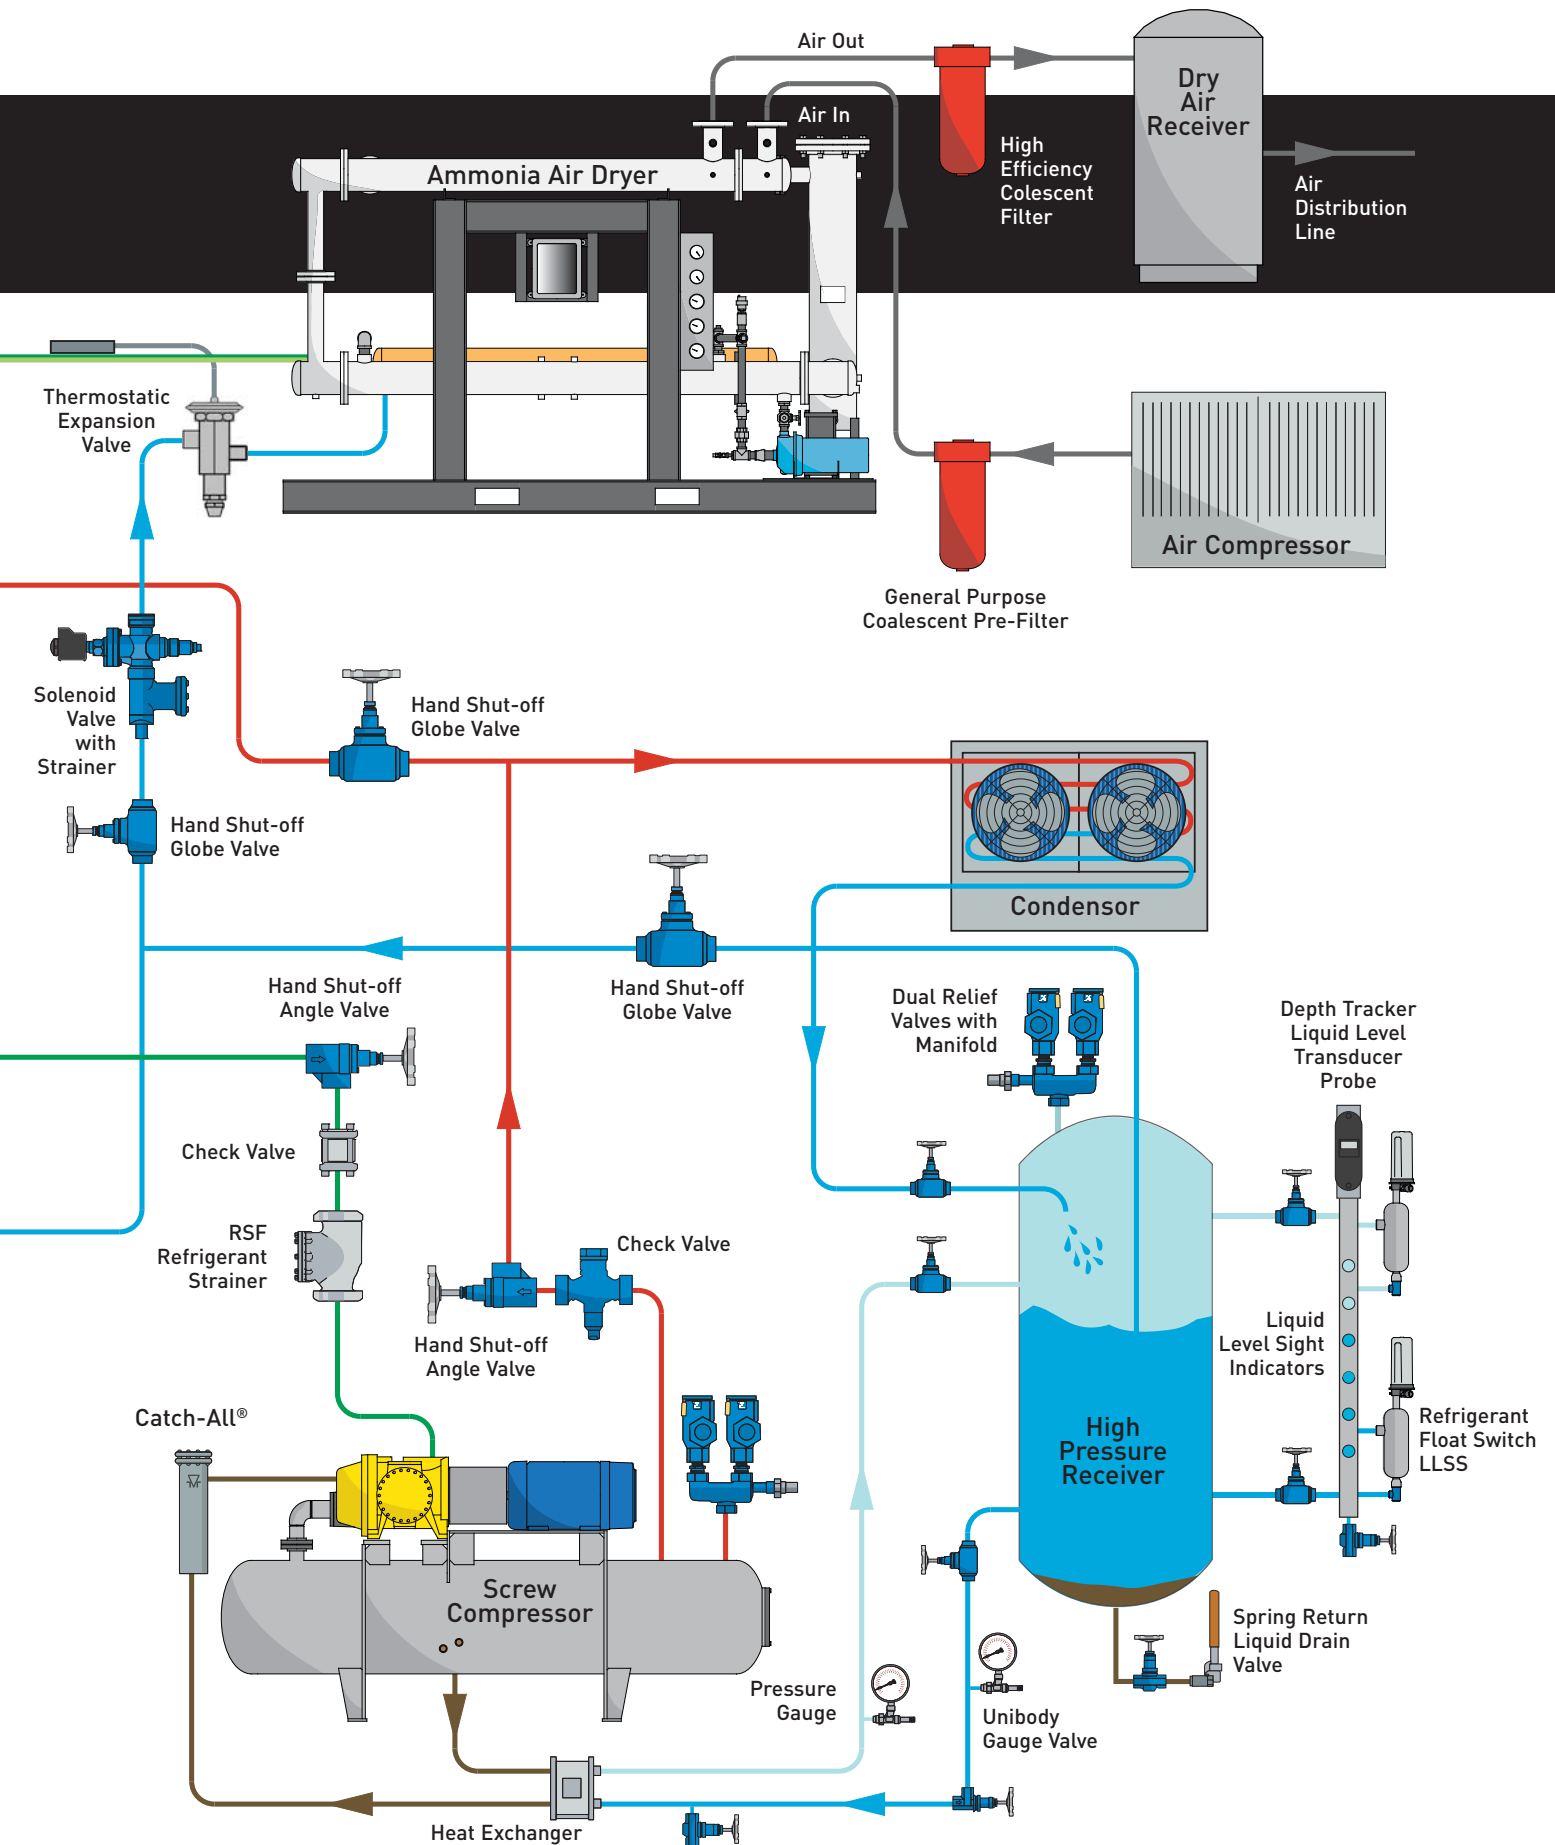 Air Out
Dry
Air
Receiver
Air In
High
Efficiency
Colescent
Filter
Ammonia Air Dryer
Air
Distribution
Line
Thermostatic
Expansion
Valve
Air Compressor
General Purpose
Coalescent Pre-Filter
Solenoid
Valve
with
Strainer
Hand Shut-off
Globe Valve
Hand Shut-off
Globe Valve
Condensor
Hand Shut-off
Angle Valve
Hand Shut-off
Globe Valve
Dual Relief
Valves with
Manifold
Depth Tracker
Liquid Level
Transducer
Probe
Check Valve
RSF
Refrigerant
Strainer
Check Valve
Hand Shut-off
Angle Valve
Liquid
Level Sight
Indicators
Catch-All®
High
Pressure
Receiver
Refrigerant
Float Switch
LLSS
Screw
Compressor
Spring Return
Liquid Drain
Valve
Pressure
Gauge
Unibody
Gauge Valve
Heat Exchanger